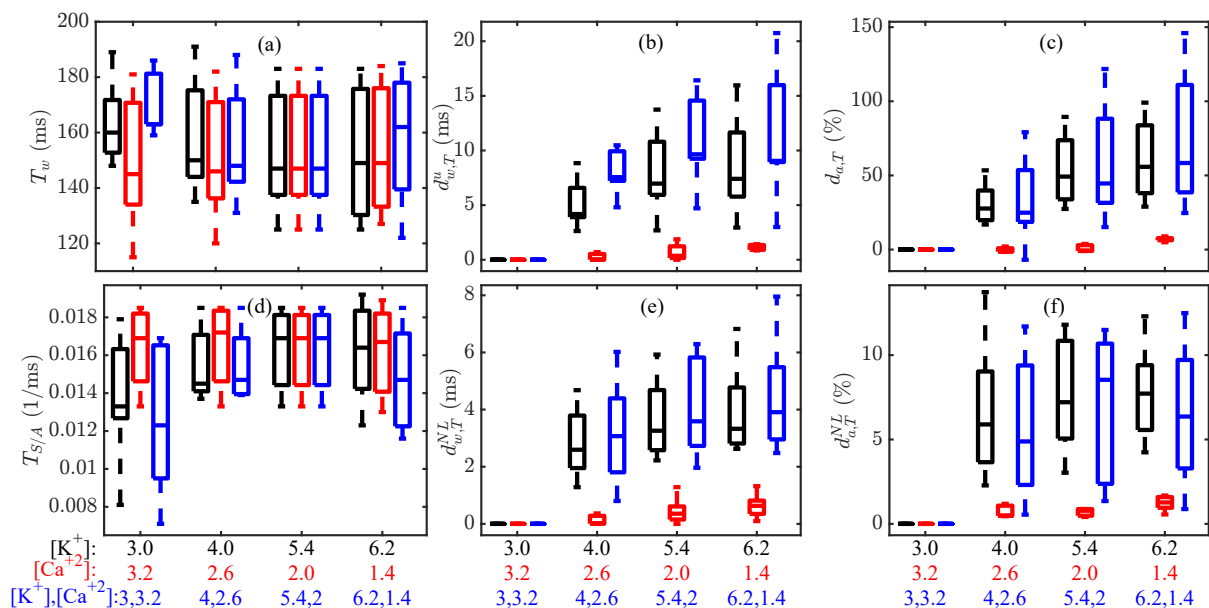 (a)
200
180
160
140
120
T_w (ms)
(b)
20
15
10
5
0
d^u_{w,T} (ms)
(c)
150
100
50
0
d_{a,T} (%)
(d)
0.018
0.016
0.014
0.012
0.01
0.008
T_{S/A} (1/ms)
(e)
8
6
4
2
0
d^{NL}_{w,T} (ms)
(f)
10
5
0
d^{NL}_{a,T} (%)
[K^+]: 3.0 4.0 5.4 6.2 3.0 4.0 5.4 6.2 3.0 4.0 5.4 6.2
[Ca^{+2}]: 3.2 2.6 2.0 1.4 3.2 2.6 2.0 1.4 3.2 2.6 2.0 1.4
[K^+],[Ca^{+2}]:3,3.2 4,2.6 5.4,2 6.2,1.4 3,3.2 4,2.6 5.4,2 6.2,1.4 3,3.2 4,2.6 5.4,2 6.2,1.4